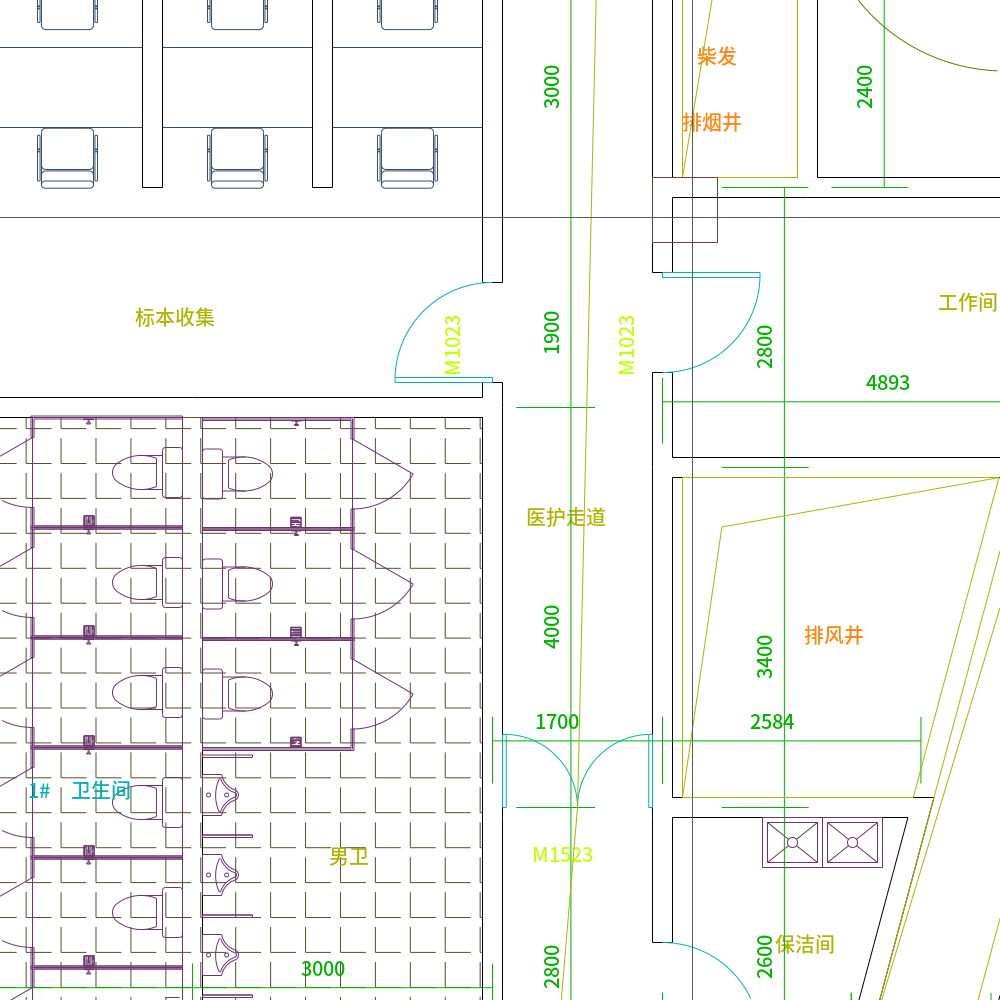 柴发
3000
2400
排烟井
标本收集
M1023
1900
M1023
2800
工作间
4893
医护走道
4000
排风井
3400
1700
2584
1# 卫生间
男卫
M1523
保洁间
2600
2800
3000